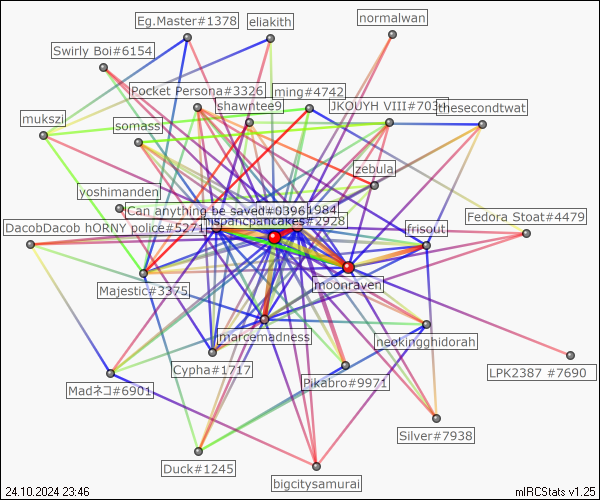 Eg.Master#1378
eliakith
normalwan
Swirly Boi#6154
Pocket Persona#3326
ming#4742
shawntee9
JKOUYH VIII#703
thesecondtwat
mukszi
somass
zebula
yoshimanden
Can anything be saved#0396
1984
Fedora Stoat#4479
DacobDacob hORNY police#5271
pancakes#2928
frisout
Majestic#3375
moonraven
marcemadness
neokingghidorah
Cypha#1717
LPK2387 #7690
Pikabro#9971
Madネコ#6901
Silver#7938
Duck#1245
bigcitysamurai
24.10.2024 23:46
mIRCStats v1.25